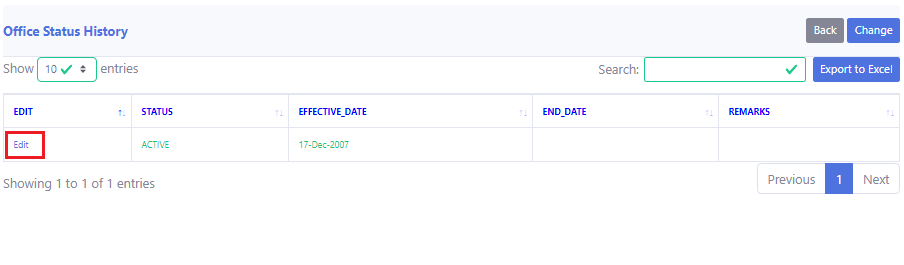 Office Status History Back Change
Show 10 entries Search: Export to Excel
EDIT STATUS EFFECTIVE_DATE END_DATE REMARKS
Edit ACTIVE 17-Dec-2007
Showing 1 to 1 of 1 entries Previous 1 Next